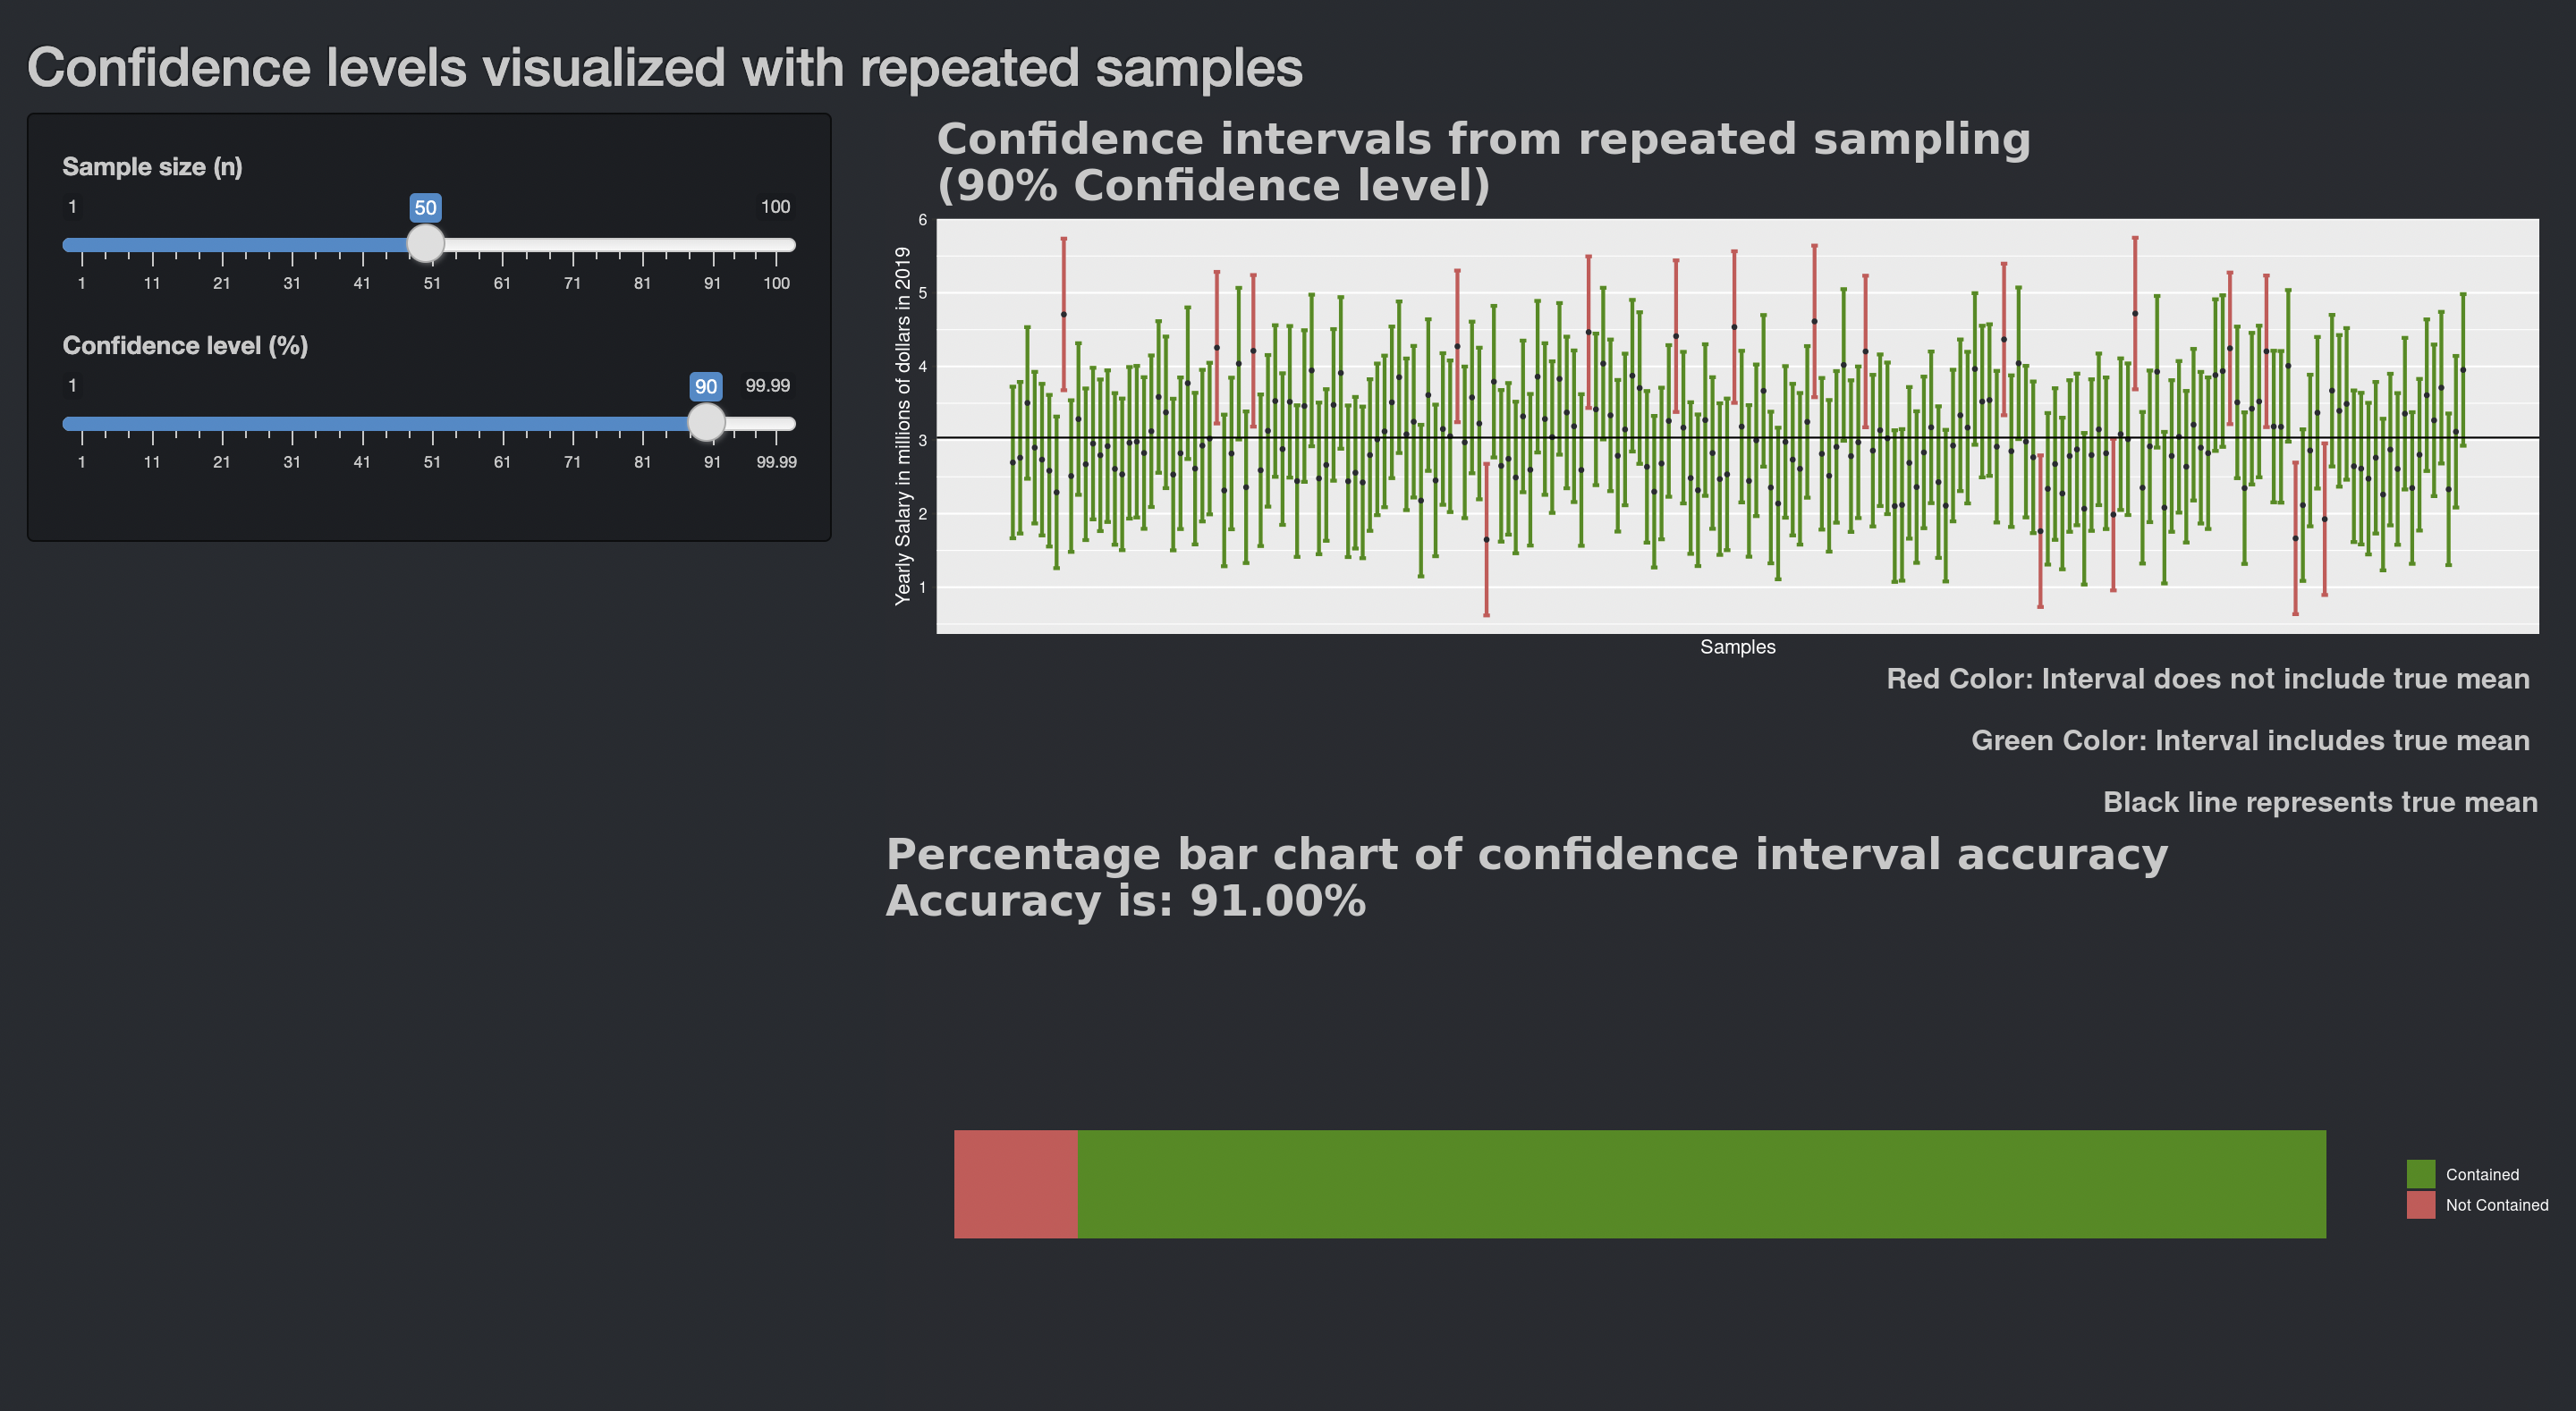 Confidence levels visualized with repeated samples
Sample size (n)
1 50 100
1 11 21 31 41 51 61 71 81 91 100
Confidence level (%)
1 90 99.99
1 11 21 31 41 51 61 71 81 91 99.99
Confidence intervals from repeated sampling
(90% Confidence level)
Yearly Salary in millions of dollars in 2019
6
5
4
3
2
1
Samples
Red Color: Interval does not include true mean
Green Color: Interval includes true mean
Black line represents true mean
Percentage bar chart of confidence interval accuracy
Accuracy is: 91.00%
Contained
Not Contained